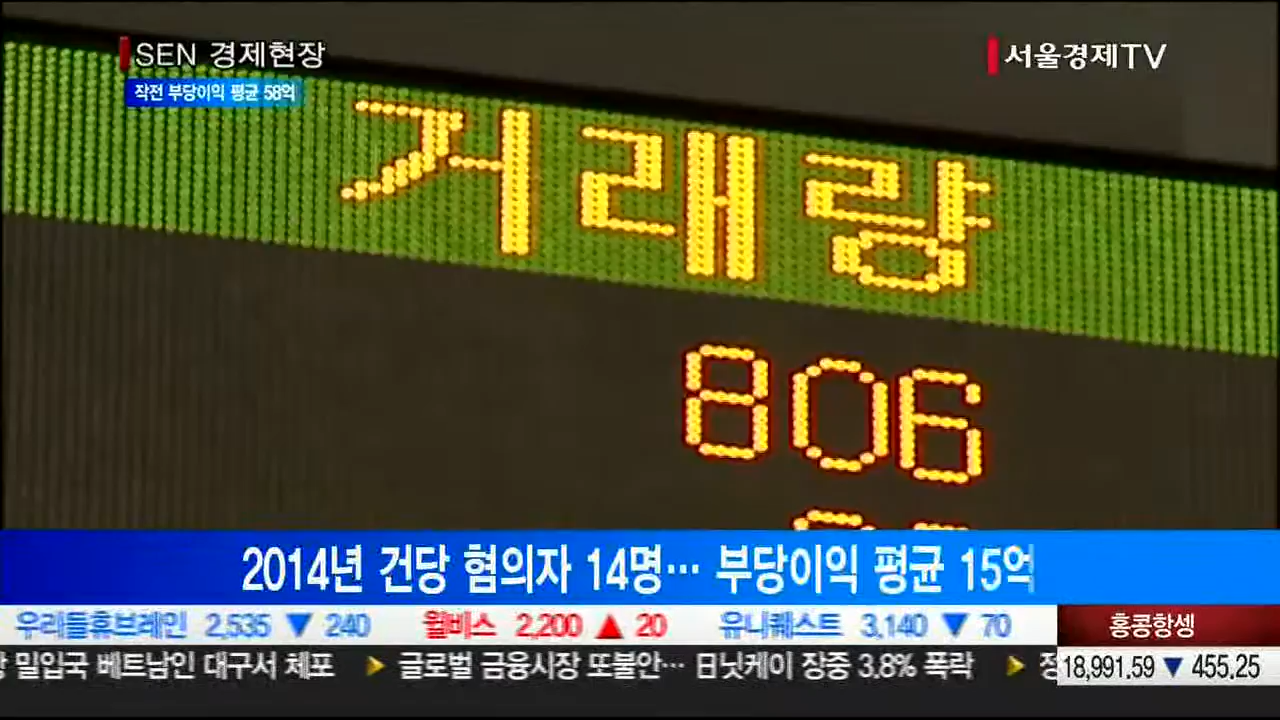 SEN 경제현장
서울경제TV
작전 부당이익 평균 58억
거래량
806
2014년 건당 혐의자 14명… 부당이익 평균 15억
우리들휴브레인 2,535 ▼ 240 윌비스 2,200 ▲ 20 유니퀘스트 3,140 ▼ 70
홍콩항셍
밀입국 베트남인 대구서 체포 ▶ 글로벌 금융시장 또불안… 日닛케이 장중 3.8% 폭락 ▶
18,991.59 ▼ 455.25